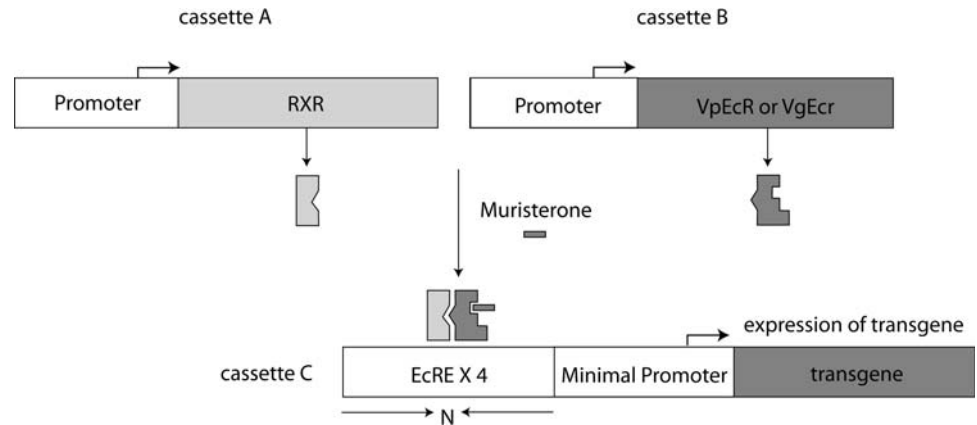 cassette A
cassette B
Promoter
RXR
Promoter
VpEcR or VgEcr
Muristerone
expression of transgene
cassette C
EcRE X 4
Minimal Promoter
transgene
N